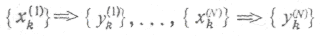 { x_k^{(1)} } ⇒ { y_k^{(1)} }, . . . , { x_k^{(N)} } ⇒ { y_k^{(N)} }